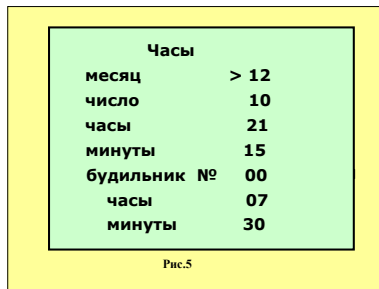 Часы
месяц > 12
число 10
часы 21
минуты 15
будильник № 00
часы 07
минуты 30
Рис.5